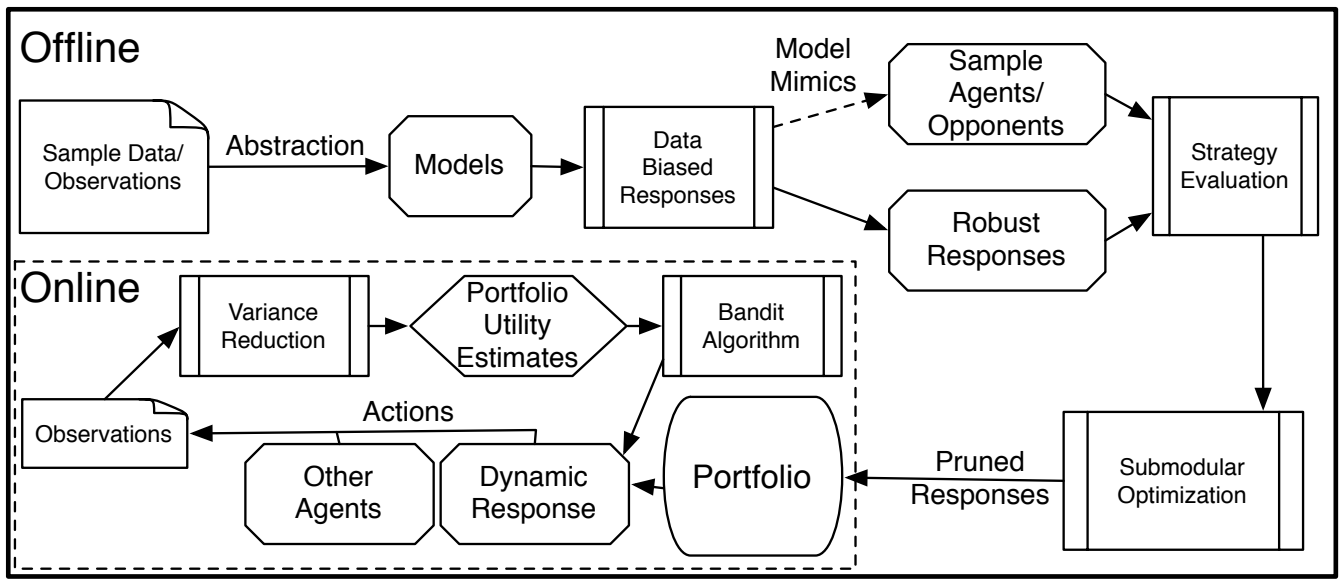 Offline
Sample Data/
Observations
Abstraction
Models
Data
Biased
Responses
Model
Mimics
Sample
Agents/
Opponents
Robust
Responses
Strategy
Evaluation
Online
Variance
Reduction
Portfolio
Utility
Estimates
Bandit
Algorithm
Observations
Actions
Other
Agents
Dynamic
Response
Portfolio
Pruned
Responses
Submodular
Optimization